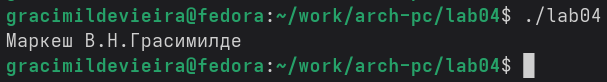 gracimildevieira@fedora:~/work/arch-pc/lab04$ ./lab04
Маркеш В.Н.Грасимилде
gracimildevieira@fedora:~/work/arch-pc/lab04$